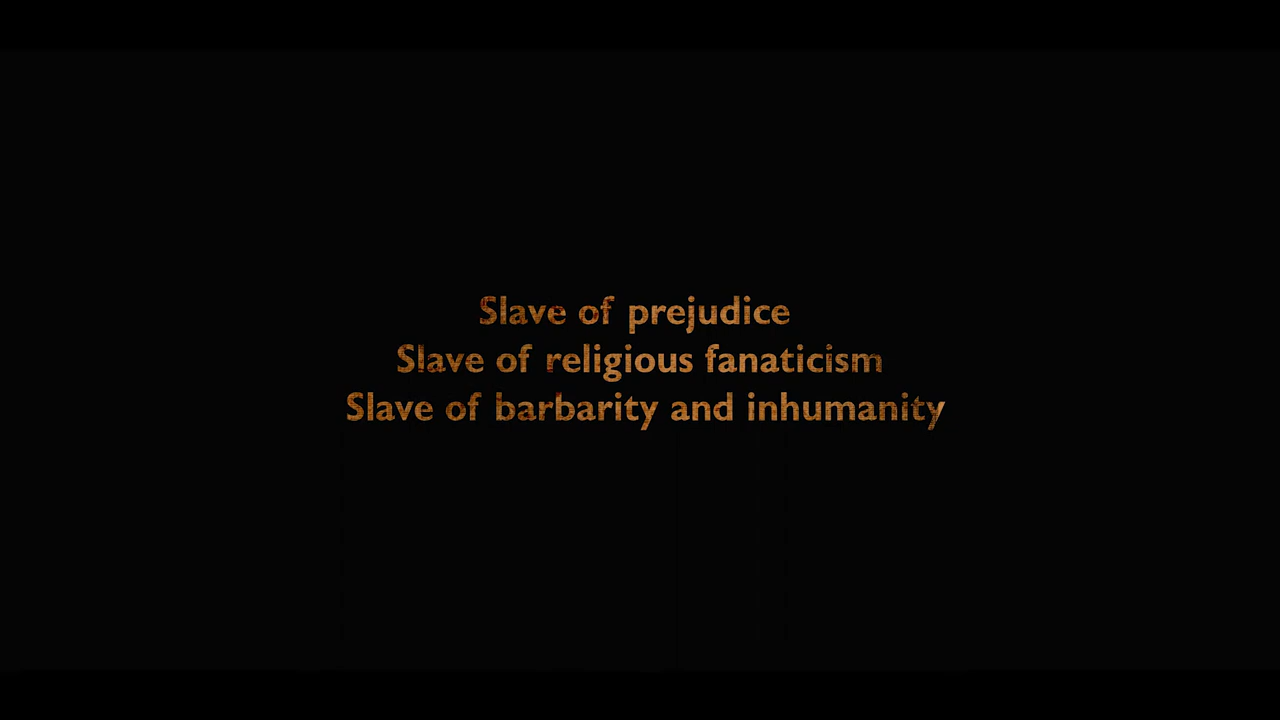 Slave of prejudice
Slave of religious fanaticism
Slave of barbarity and inhumanity